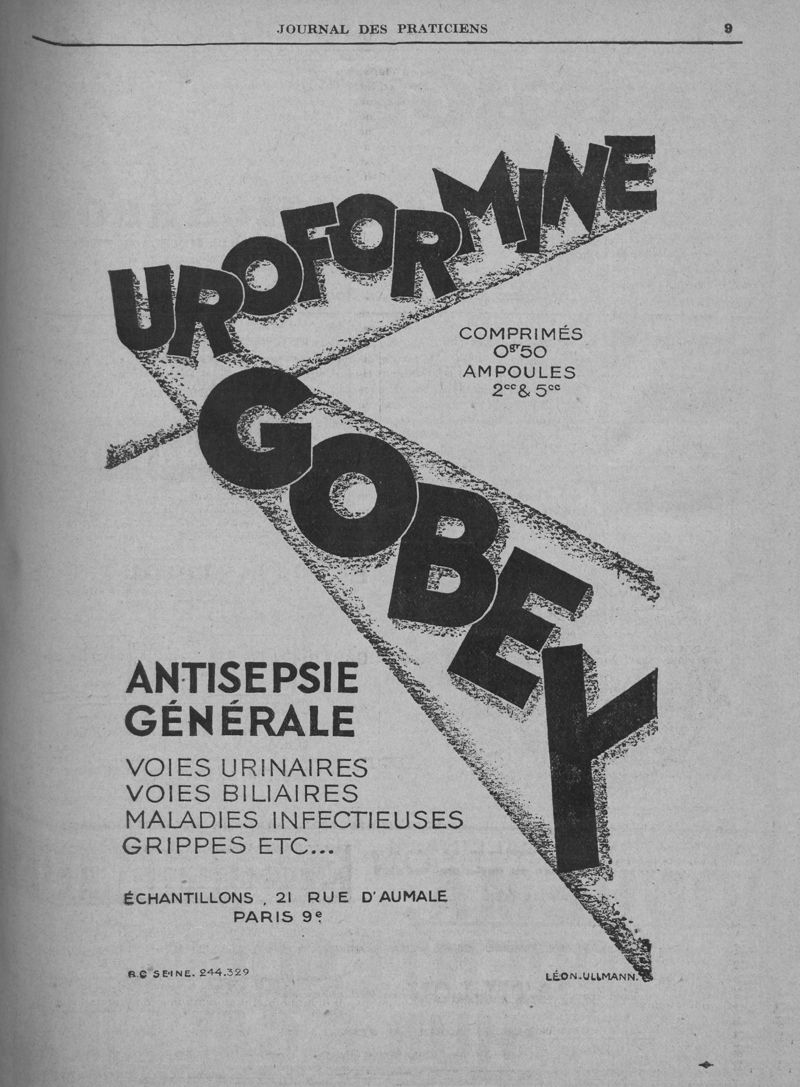 JOURNAL DES PRATICIENS 9
UROFORMINE
COMPRIMÉS
0gr50
AMPOULES
2cc & 5cc
GOBEY
ANTISEPSIE
GÉNÉRALE
VOIES URINAIRES
VOIES BILIAIRES
MALADIES INFECTIEUSES
GRIPPES ETC...
ÉCHANTILLONS, 21 RUE D'AUMALE
PARIS 9e
R.C SEINE. 244.329
LÉON-ULLMANN.